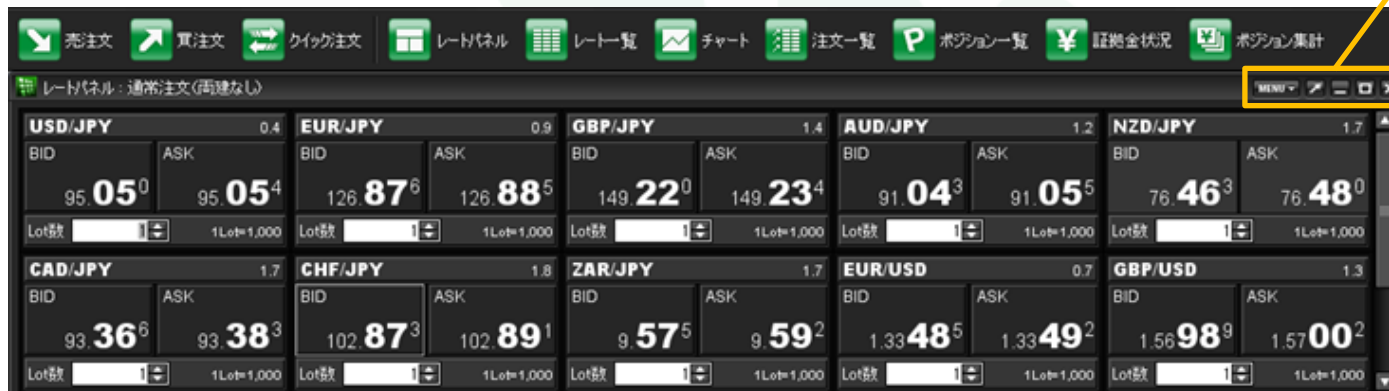 売注文 買注文 クイック注文 レートパネル レート一覧 チャート 注文一覧 P ポジション一覧 ¥ 証拠金状況 ポジション集計
レートパネル:通常注文(両建なし) MENU
USD/JPY 0.4 EUR/JPY 0.9 GBP/JPY 1.4 AUD/JPY 1.2 NZD/JPY 1.7
BID ASK BID ASK BID ASK BID ASK BID ASK
95.050 95.054 126.876 126.885 149.220 149.234 91.043 91.055 76.463 76.480
Lot数 1 1Lot=1,000 Lot数 1 1Lot=1,000 Lot数 1 1Lot=1,000 Lot数 1 1Lot=1,000 Lot数 1 1Lot=1,000
CAD/JPY 1.7 CHF/JPY 1.8 ZAR/JPY 1.7 EUR/USD 0.7 GBP/USD 1.3
BID ASK BID ASK BID ASK BID ASK BID ASK
93.366 93.383 102.873 102.891 9.575 9.592 1.33485 1.33492 1.56989 1.57002
Lot数 1 1Lot=1,000 Lot数 1 1Lot=1,000 Lot数 1 1Lot=1,000 Lot数 1 1Lot=1,000 Lot数 1 1Lot=1,000